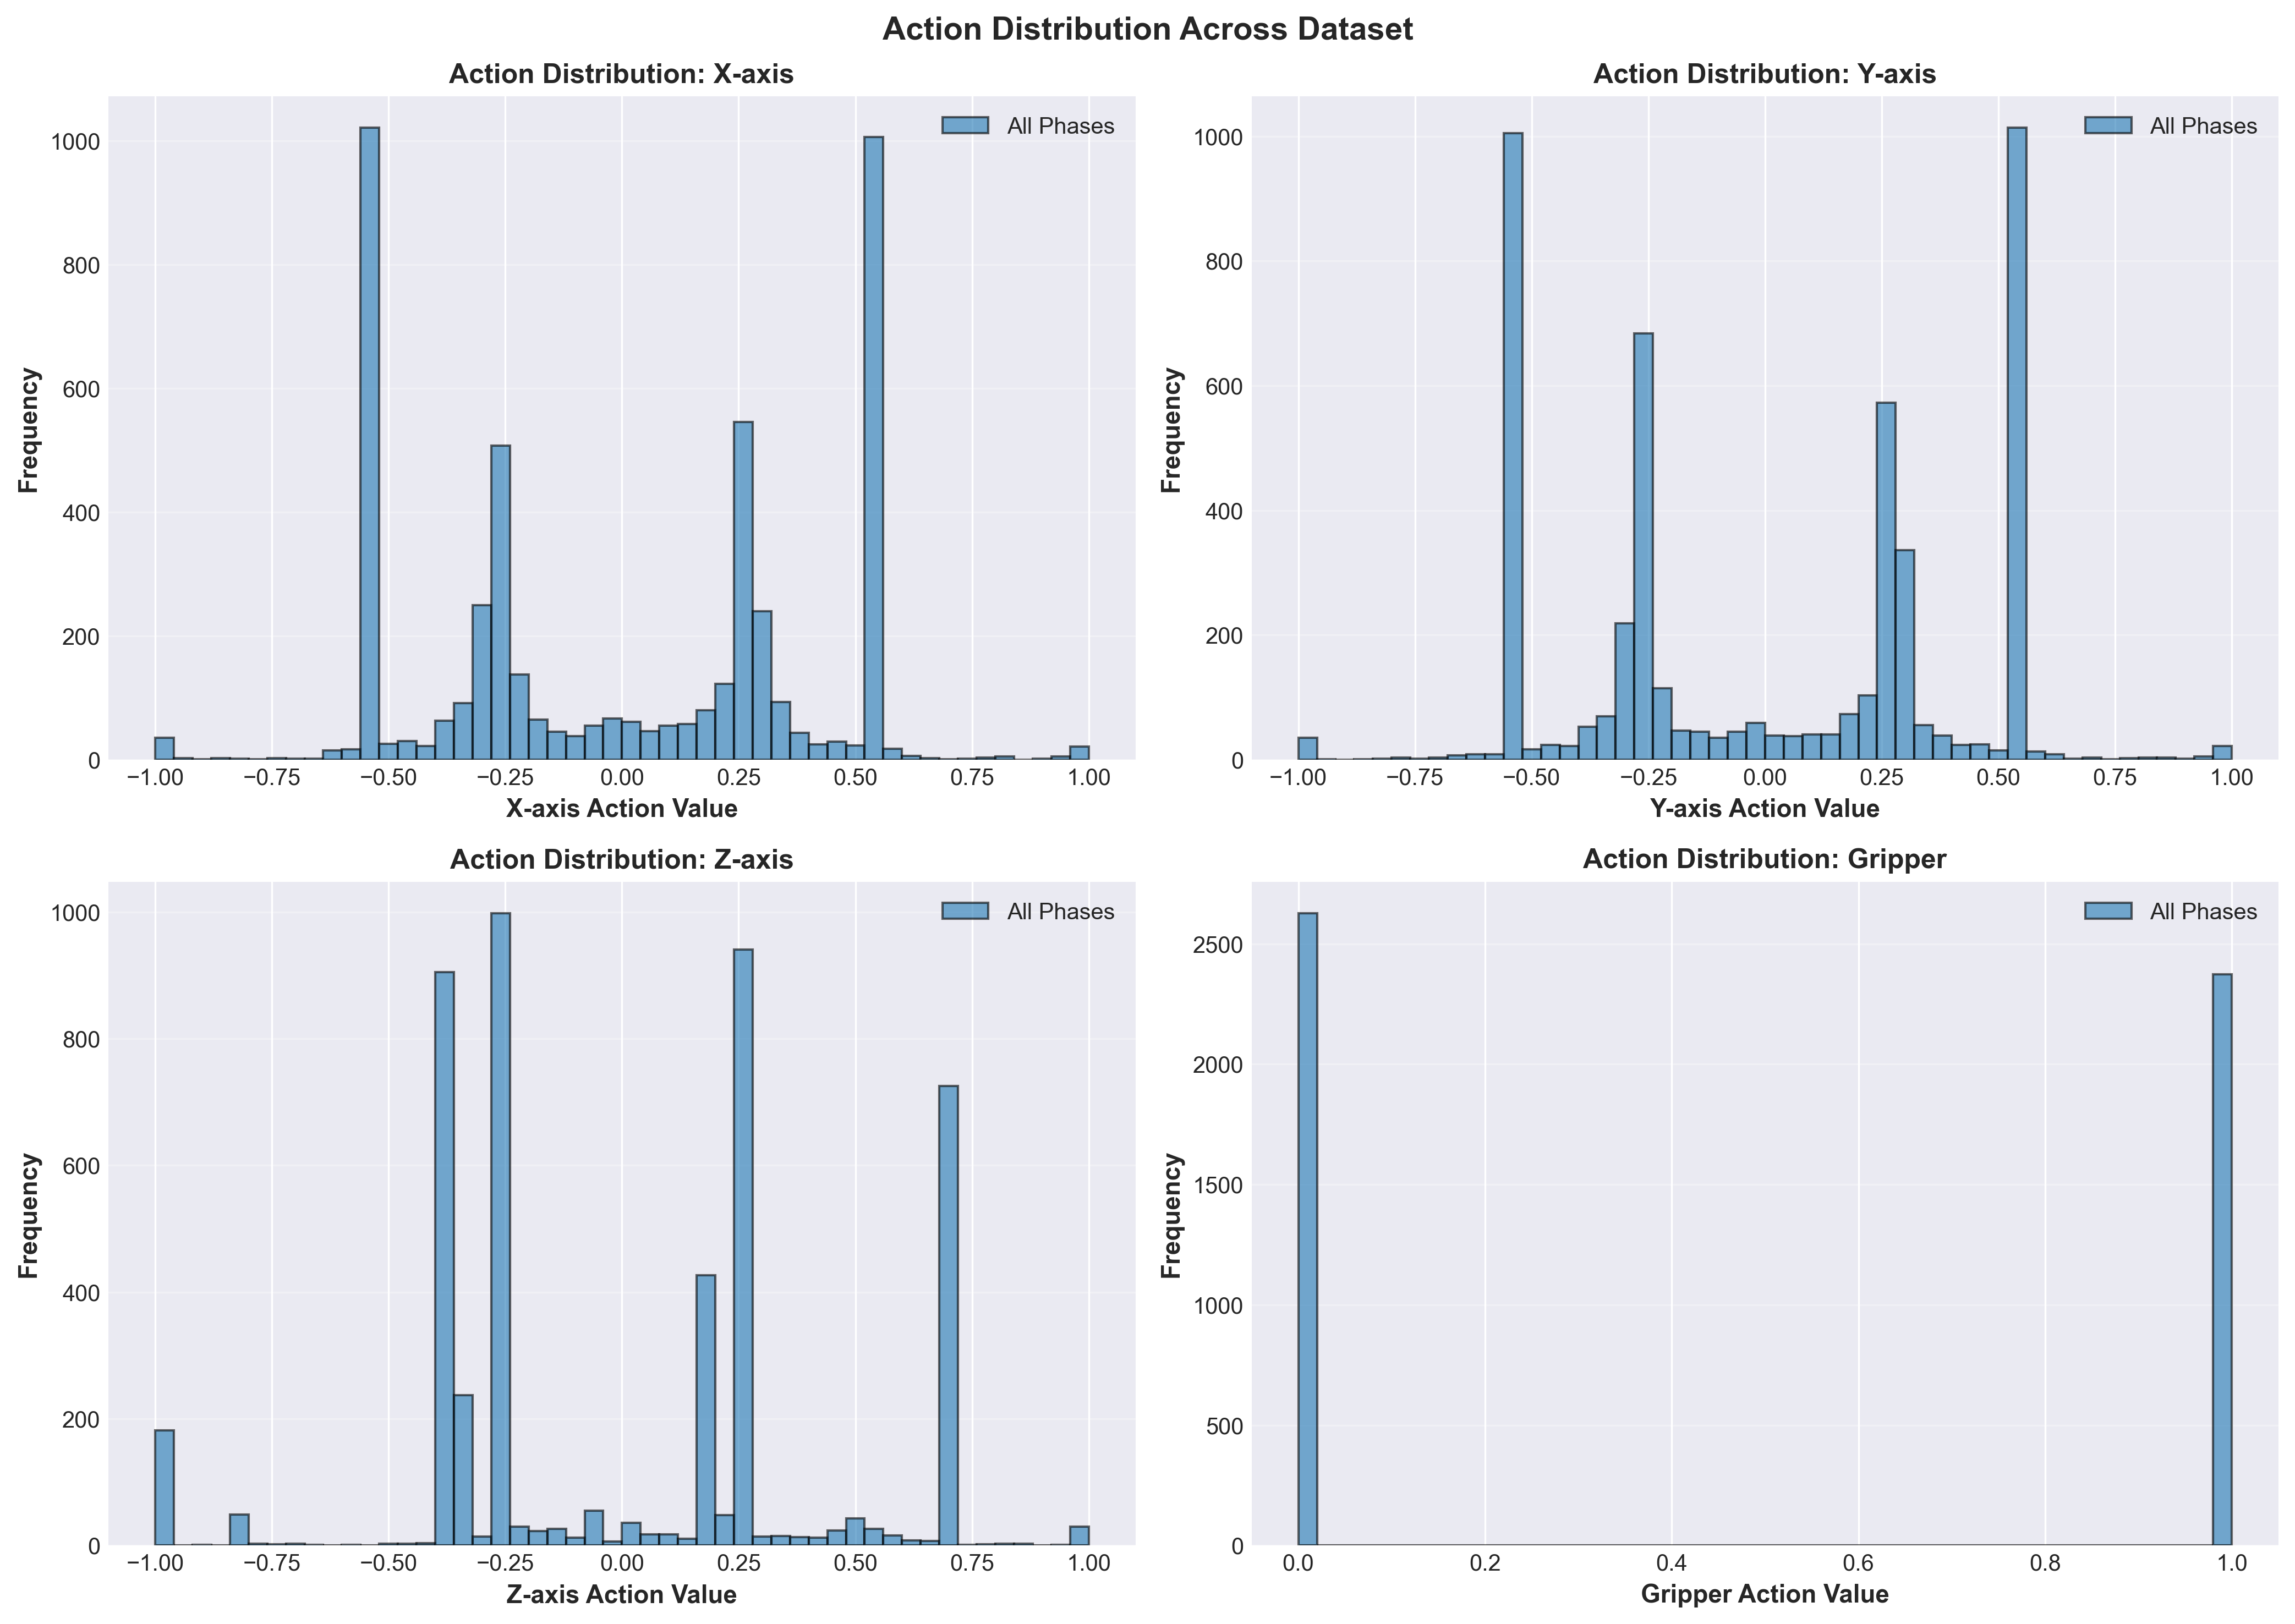 Action Distribution Across Dataset
Action Distribution: X-axis
All Phases
Frequency
1000
800
600
400
200
0
−1.00 −0.75 −0.50 −0.25 0.00 0.25 0.50 0.75 1.00
X-axis Action Value
Action Distribution: Y-axis
All Phases
Frequency
1000
800
600
400
200
0
−1.00 −0.75 −0.50 −0.25 0.00 0.25 0.50 0.75 1.00
Y-axis Action Value
Action Distribution: Z-axis
All Phases
Frequency
1000
800
600
400
200
0
−1.00 −0.75 −0.50 −0.25 0.00 0.25 0.50 0.75 1.00
Z-axis Action Value
Action Distribution: Gripper
All Phases
Frequency
2500
2000
1500
1000
500
0
0.0 0.2 0.4 0.6 0.8 1.0
Gripper Action Value